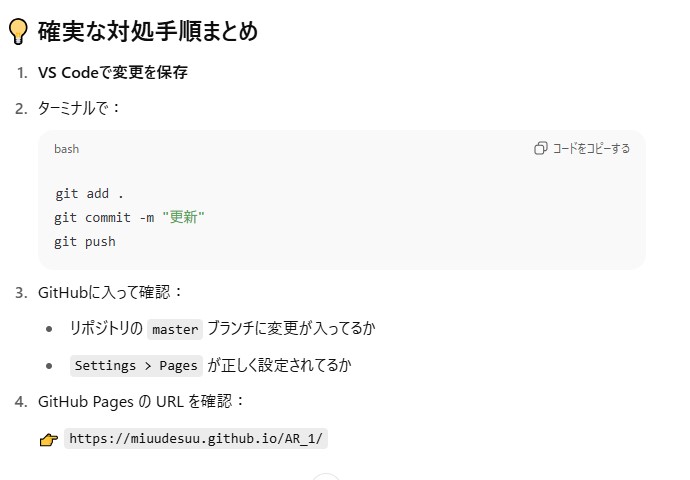 💡 確実な対処手順まとめ
1. VS Codeで変更を保存
2. ターミナルで：
bash
コードをコピーする
git add .
git commit -m "更新"
git push
3. GitHubに入って確認：
• リポジトリの master ブランチに変更が入ってるか
• Settings > Pages が正しく設定されてるか
4. GitHub Pages の URL を確認：
👉 https://miuudesuu.github.io/AR_1/